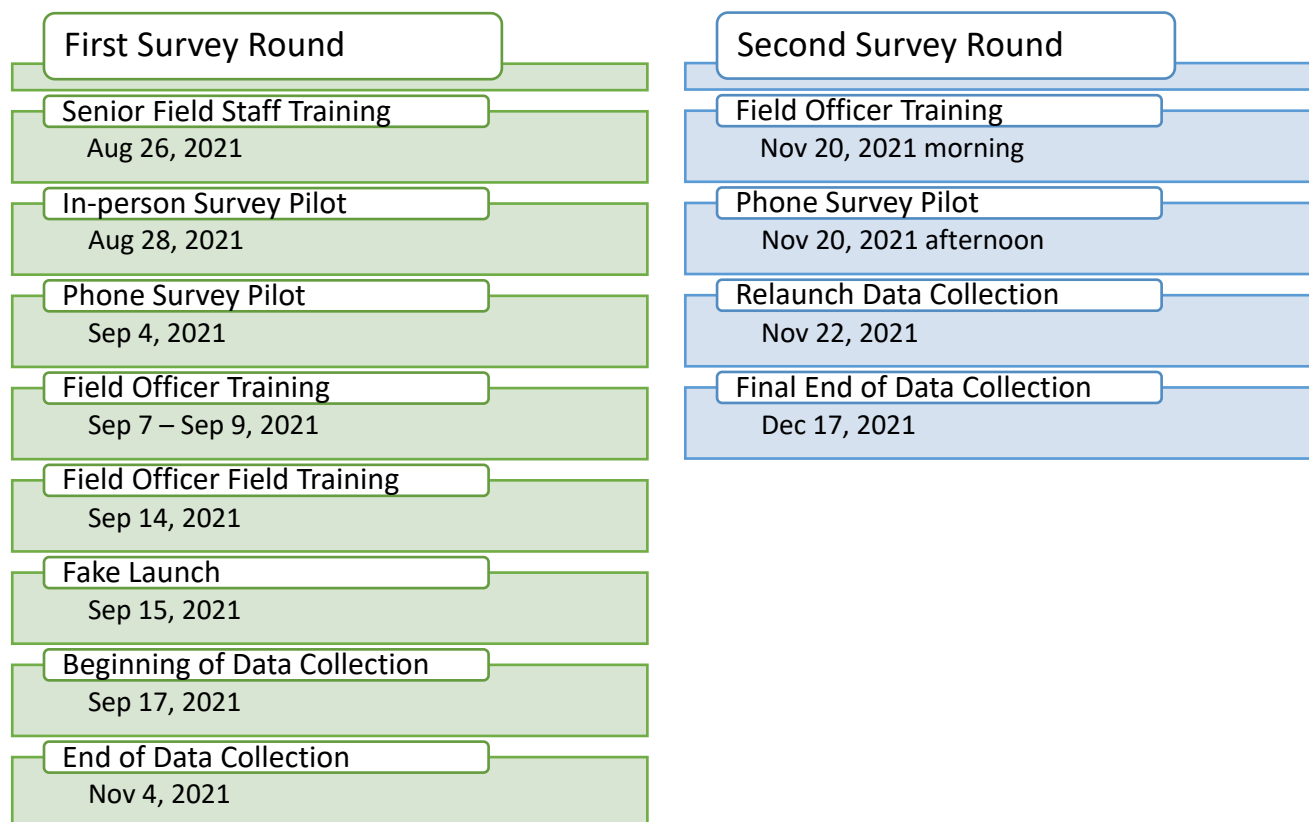 First Survey Round
Senior Field Staff Training
Aug 26, 2021
In-person Survey Pilot
Aug 28, 2021
Phone Survey Pilot
Sep 4, 2021
Field Officer Training
Sep 7 – Sep 9, 2021
Field Officer Field Training
Sep 14, 2021
Fake Launch
Sep 15, 2021
Beginning of Data Collection
Sep 17, 2021
End of Data Collection
Nov 4, 2021
Second Survey Round
Field Officer Training
Nov 20, 2021 morning
Phone Survey Pilot
Nov 20, 2021 afternoon
Relaunch Data Collection
Nov 22, 2021
Final End of Data Collection
Dec 17, 2021